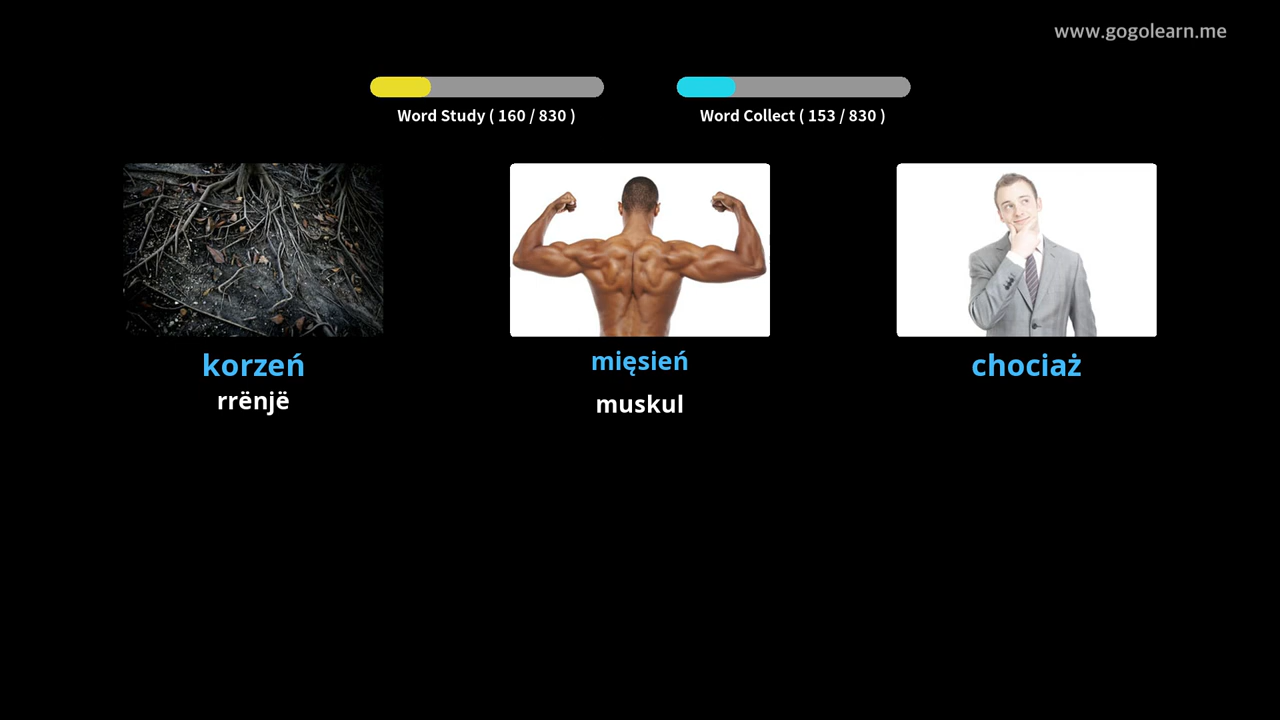 www.gogolearn.me
Word Study ( 160 / 830 )
Word Collect ( 153 / 830 )
korzeń
rrënjë
mięsień
muskul
chociaż